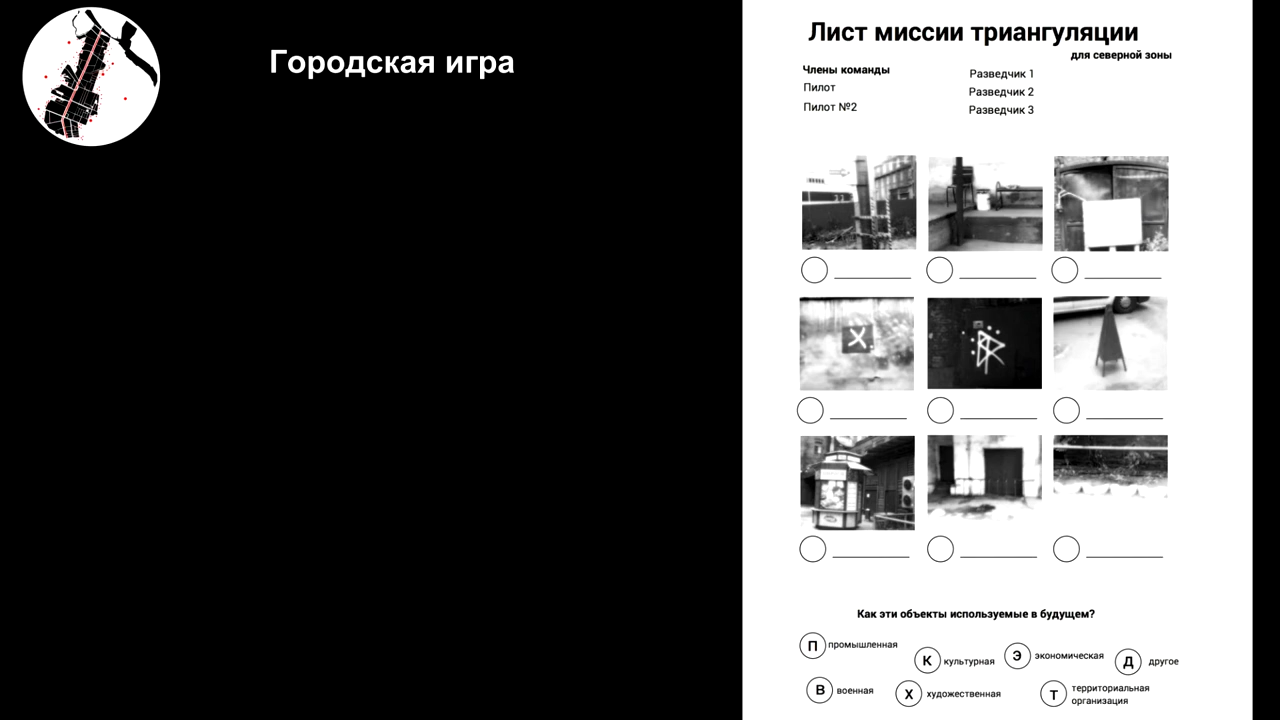 Городская игра
Лист миссии триангуляции
для северной зоны
Члены команды
Пилот
Пилот №2
Разведчик 1
Разведчик 2
Разведчик 3
X
Как эти объекты используемые в будущем?
П промышленная
К культурная
Э экономическая
Д другое
В военная
Х художественная
Т территориальная
организация